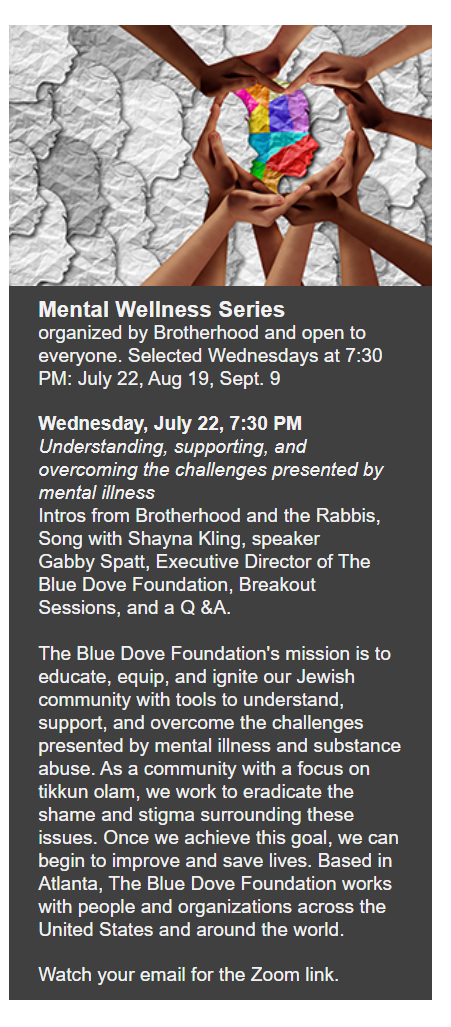 Mental Wellness Series
organized by Brotherhood and open to
everyone. Selected Wednesdays at 7:30
PM: July 22, Aug 19, Sept. 9
Wednesday, July 22, 7:30 PM
Understanding, supporting, and
overcoming the challenges presented by
mental illness
Intros from Brotherhood and the Rabbis,
Song with Shayna Kling, speaker
Gabby Spatt, Executive Director of The
Blue Dove Foundation, Breakout
Sessions, and a Q &A.
The Blue Dove Foundation's mission is to
educate, equip, and ignite our Jewish
community with tools to understand,
support, and overcome the challenges
presented by mental illness and substance
abuse. As a community with a focus on
tikkun olam, we work to eradicate the
shame and stigma surrounding these
issues. Once we achieve this goal, we can
begin to improve and save lives. Based in
Atlanta, The Blue Dove Foundation works
with people and organizations across the
United States and around the world.
Watch your email for the Zoom link.